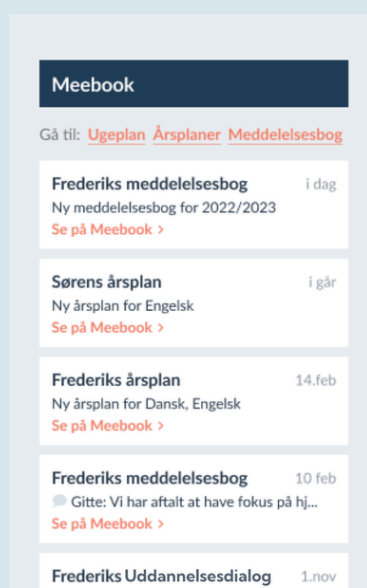 Meebook
Gå til: Ugeplan Årsplaner Meddelelsesbog
Frederiks meddelelsesbog i dag
Ny meddelelsesbog for 2022/2023
Se på Meebook >
Sørens årsplan i går
Ny årsplan for Engelsk
Se på Meebook >
Frederiks årsplan 14.feb
Ny årsplan for Dansk, Engelsk
Se på Meebook >
Frederiks meddelelsesbog 10 feb
Gitte: Vi har aftalt at have fokus på hj...
Se på Meebook >
Frederiks Uddannelsesdialog 1.nov